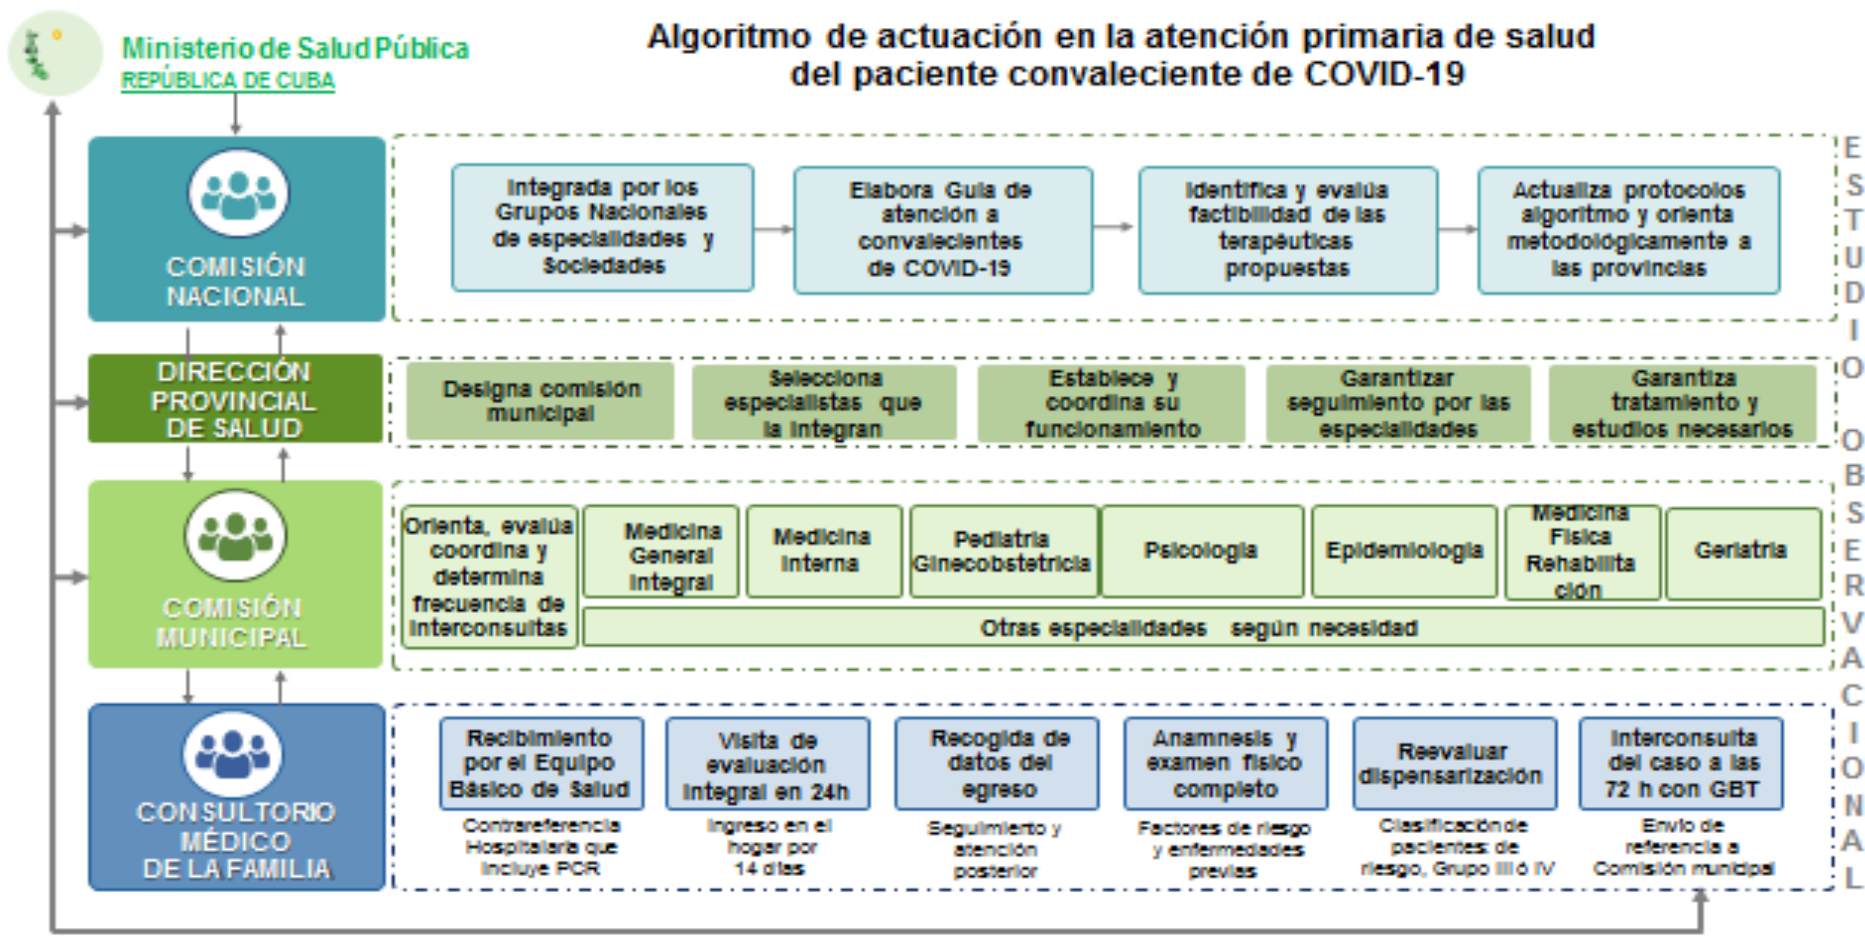 Ministerio de Salud Pública
REPÚBLICA DE CUBA
Algoritmo de actuación en la atención primaria de salud
del paciente convaleciente de COVID-19
COMISIÓN
NACIONAL
Integrada por los
Grupos Nacionales
de especialidades y
Sociedades
Elabora Guía de
atención a
convalecientes
de COVID-19
Identifica y evalúa
factibilidad de las
terapéuticas
propuestas
Actualiza protocolos
algoritmo y orienta
metodológicamente a
las provincias
DIRECCIÓN
PROVINCIAL
DE SALUD
Designa comisión
municipal
Selecciona
especialistas que
la integran
Establece y
coordina su
funcionamiento
Garantizar
seguimiento por las
especialidades
Garantiza
tratamiento y
estudios necesarios
COMISIÓN
MUNICIPAL
Orienta, evalúa
coordina y
determina
frecuencia de
interconsultas
Medicina
General
Integral
Medicina
Interna
Pediatría
Ginecobstetricia
Psicología
Epidemiología
Medicina
Física
Rehabilita
ción
Geriatría
Otras especialidades según necesidad
CONSULTORIO
MÉDICO
DE LA FAMILIA
Recibimiento
por el Equipo
Básico de Salud
Contrareferencia
Hospitalaria que
incluye PCR
Visita de
evaluación
integral en 24h
Ingreso en el
hogar por
14 días
Recogida de
datos del
egreso
Seguimiento y
atención
posterior
Anamnesis y
examen físico
completo
Factores de riesgo
y enfermedades
previas
Reevaluar
dispensarización
Clasificación de
pacientes: de
riesgo, Grupo III ó IV
Interconsulta
del caso a las
72 h con GBT
Envío de
referencia a
Comisión municipal
ESTUDIO OBSERVACIONAL